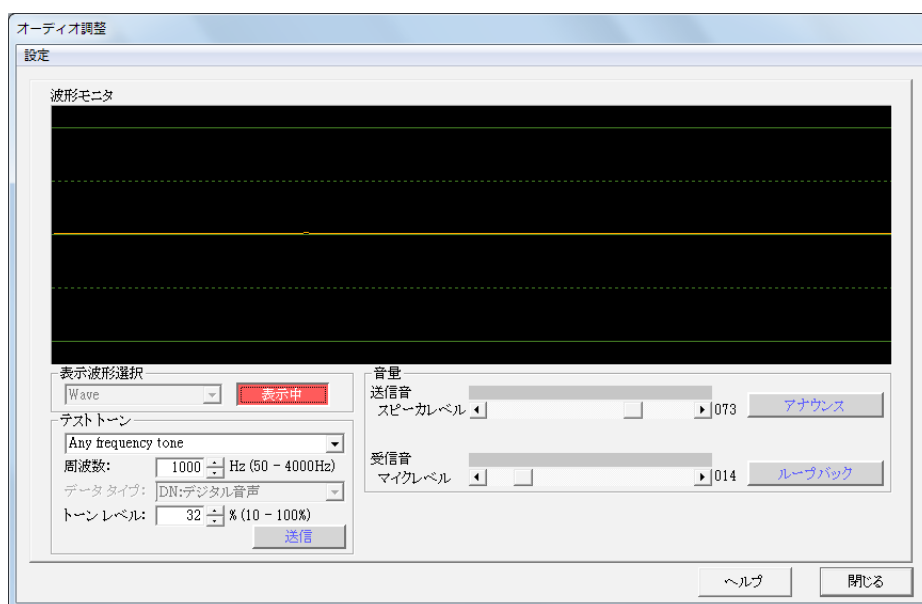 オーディオ調整
設定
波形モニタ
表示波形選択
Wave
表示中
テストトーン
Any frequency tone
周波数: 1000 Hz (50 - 4000Hz)
データ タイプ: DN:デジタル音声
トーン レベル: 32 % (10 - 100%)
送信
音量
送信音
スピーカレベル 073 アナウンス
受信音
マイクレベル 014 ループバック
ヘルプ 閉じる